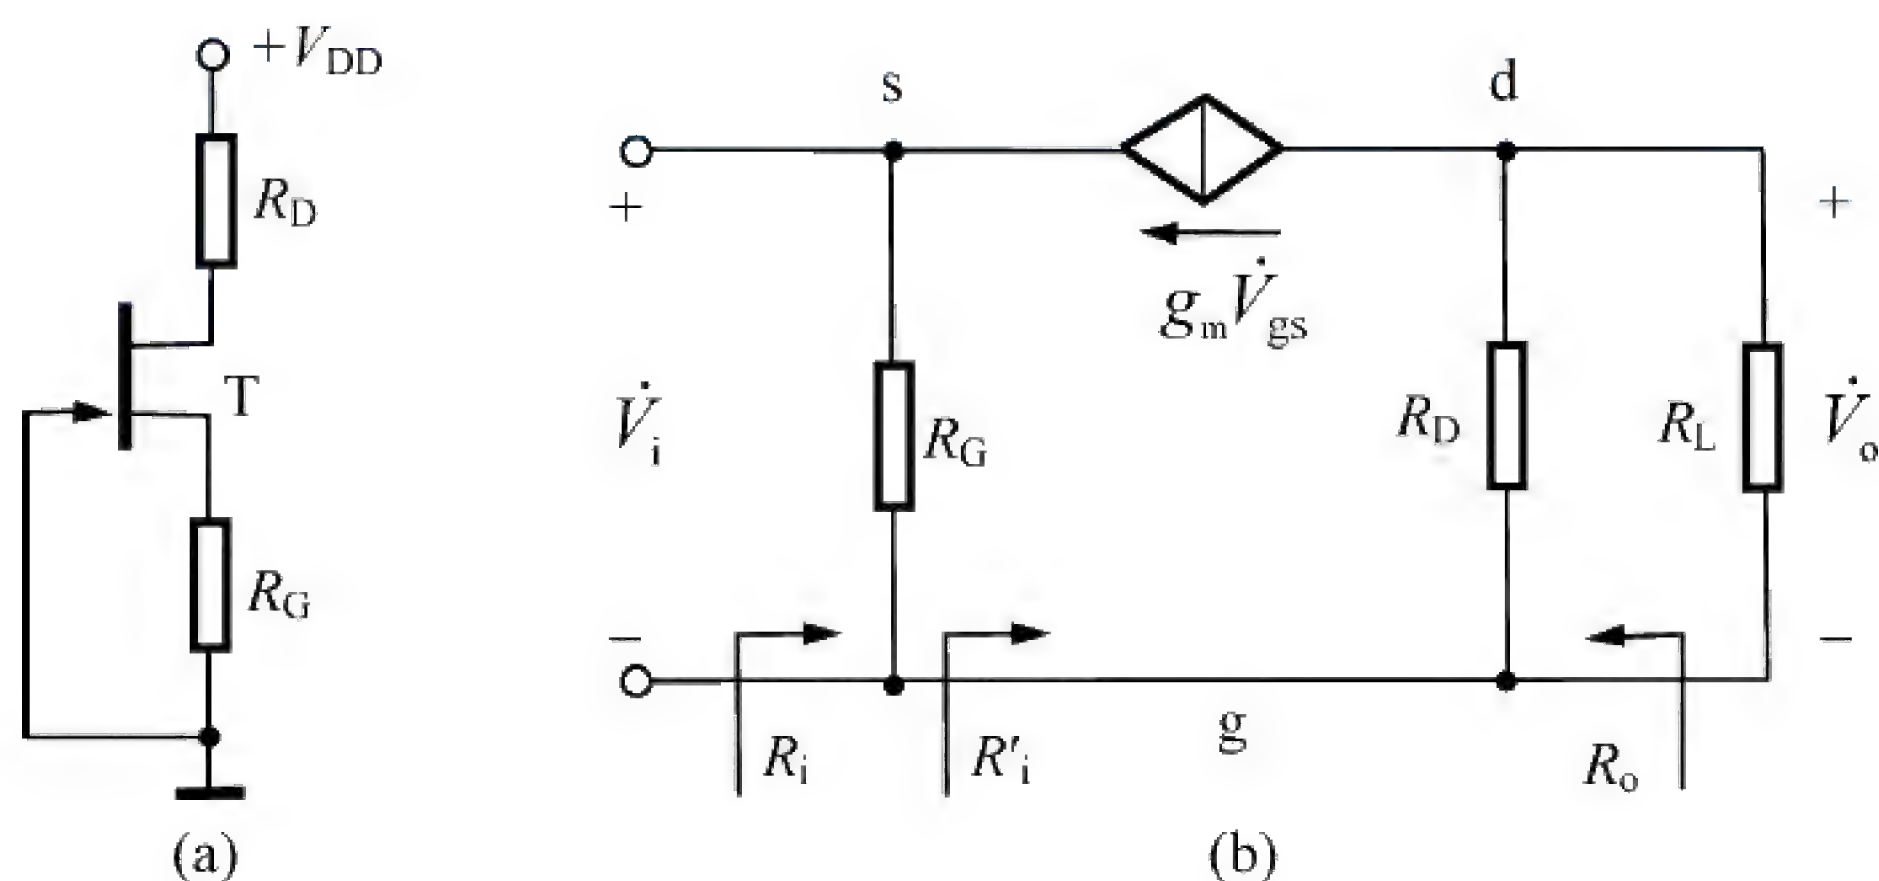 +V_DD
R_D
T
R_G
(a)
s
d
+
+
g_m V̇_gs
V̇_i
R_G
R_D
R_L
V̇_o
−
−
R_i
R'_i
g
R_o
(b)